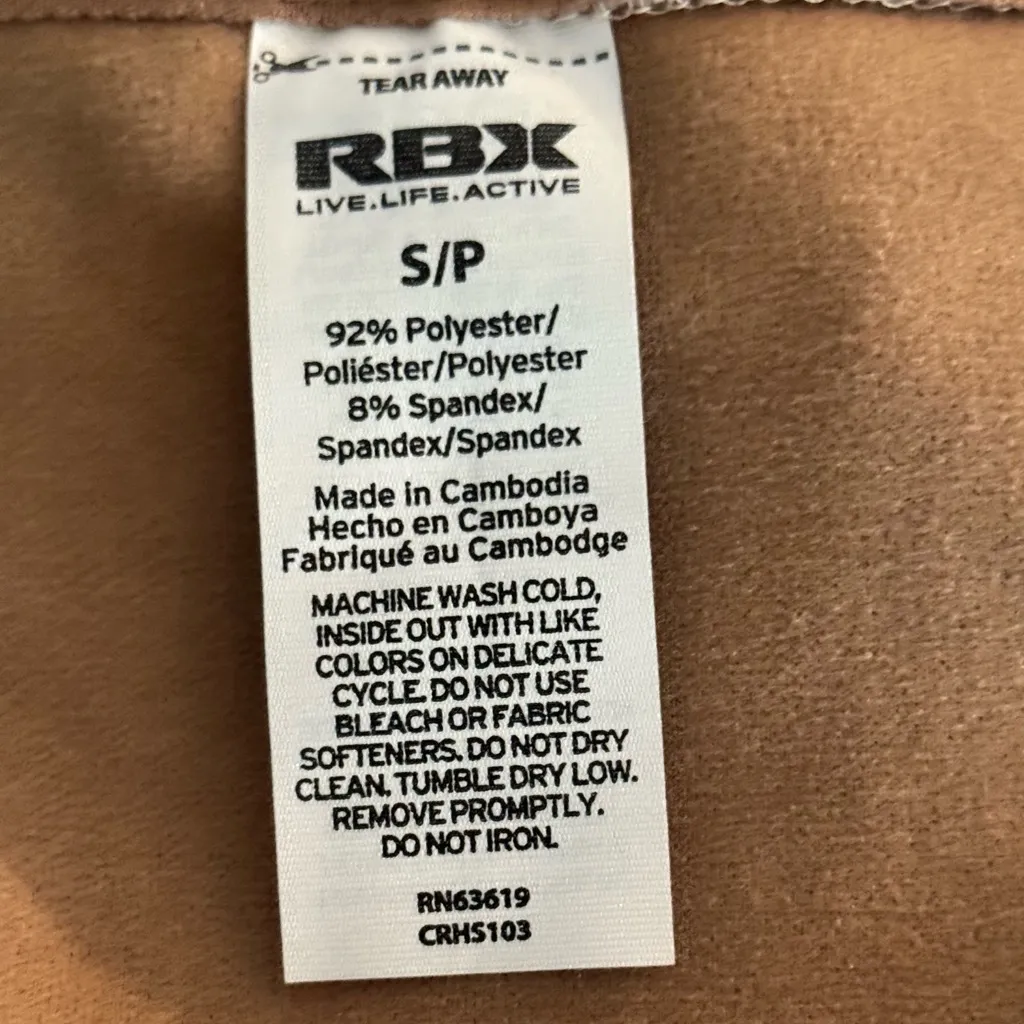 TEAR AWAY
RBX
LIVE.LIFE.ACTIVE
S/P
92% Polyester/
Poliéster/Polyester
8% Spandex/
Spandex/Spandex
Made in Cambodia
Hecho en Camboya
Fabriqué au Cambodge
MACHINE WASH COLD,
INSIDE OUT WITH LIKE
COLORS ON DELICATE
CYCLE. DO NOT USE
BLEACH OR FABRIC
SOFTENERS. DO NOT DRY
CLEAN. TUMBLE DRY LOW.
REMOVE PROMPTLY.
DO NOT IRON.
RN63619
CRHS103